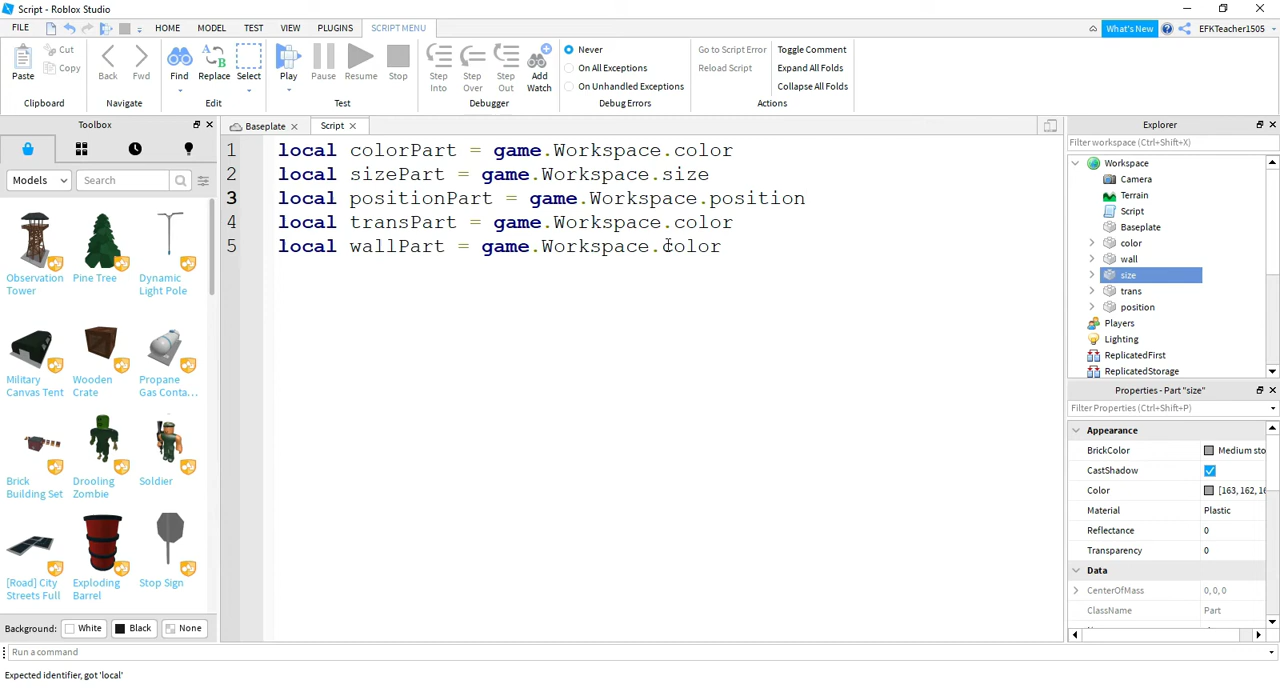 Script - Roblox Studio
FILE HOME MODEL TEST VIEW PLUGINS SCRIPT MENU What's New EFKTeacher1505
Paste Cut Copy
Clipboard
Back Fwd
Navigate
Find Replace Select
Edit
Play Pause Resume Stop
Test
Step Into Step Over Step Out Add Watch
Debugger
Never
On All Exceptions
On Unhandled Exceptions
Debug Errors
Go to Script Error Toggle Comment
Reload Script Expand All Folds
Collapse All Folds
Actions
Toolbox
Models Search
Observation Tower
Pine Tree
Dynamic Light Pole
Military Canvas Tent
Wooden Crate
Propane Gas Conta...
Brick Building Set
Drooling Zombie
Soldier
[Road] City Streets Full
Exploding Barrel
Stop Sign
Background: White Black None
Baseplate Script
1 local colorPart = game.Workspace.color
2 local sizePart = game.Workspace.size
3 local positionPart = game.Workspace.position
4 local transPart = game.Workspace.color
5 local wallPart = game.Workspace.color
Explorer
Filter workspace (Ctrl+Shift+X)
Workspace
Camera
Terrain
Script
Baseplate
color
wall
size
trans
position
Players
Lighting
ReplicatedFirst
ReplicatedStorage
Properties - Part "size"
Filter Properties (Ctrl+Shift+P)
Appearance
BrickColor Medium sto
CastShadow
Color [163, 162, 16
Material Plastic
Reflectance 0
Transparency 0
Data
CenterOfMass 0, 0, 0
ClassName Part
Run a command
Expected identifier, got 'local'